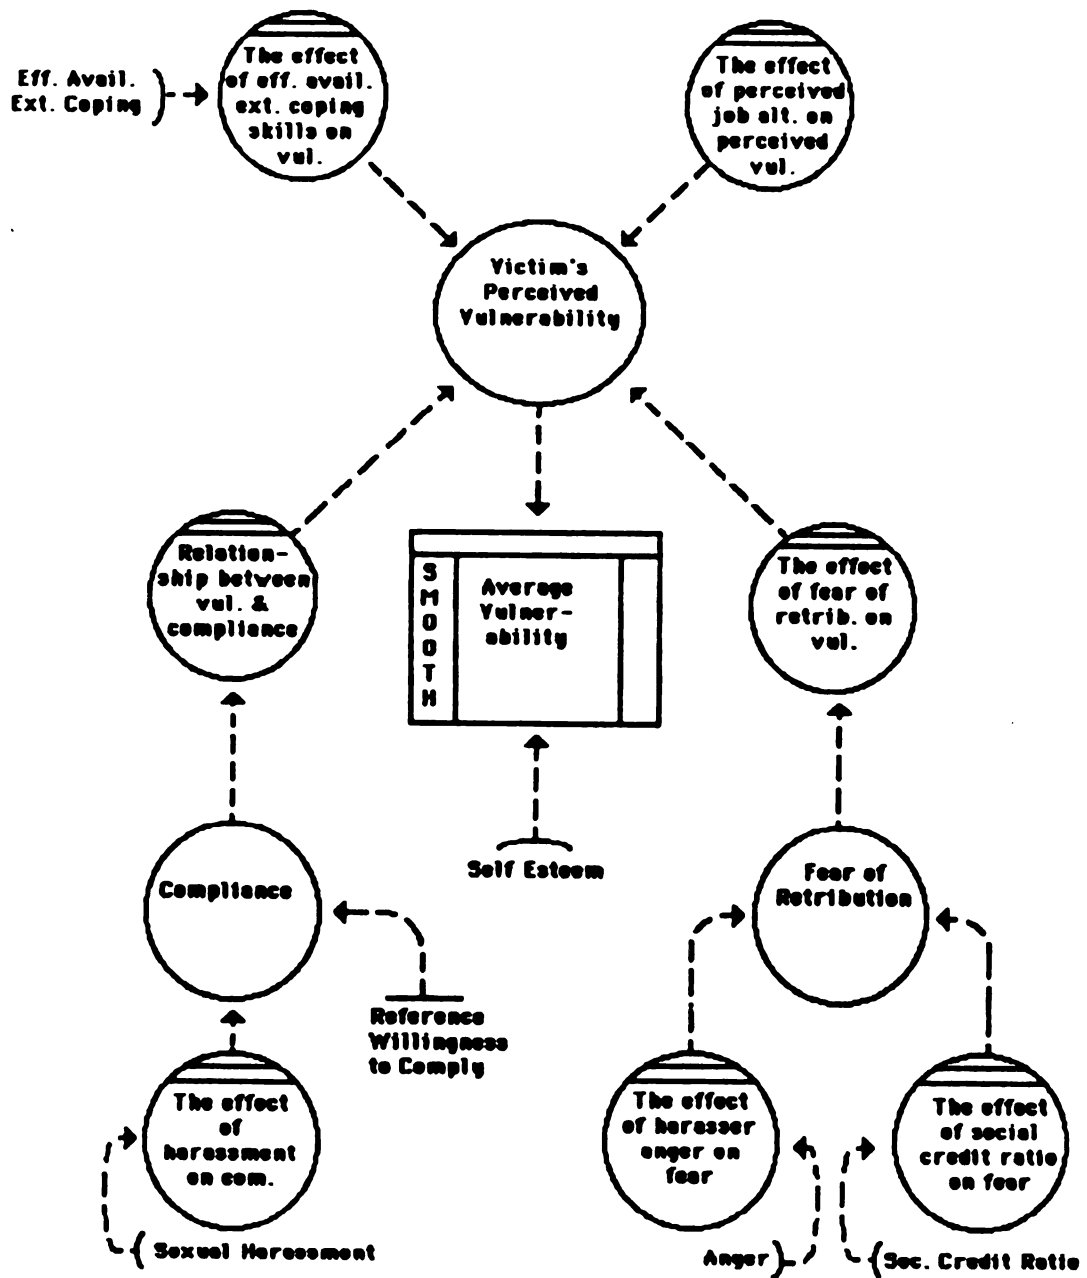 The effect
of eff. avail.
ext. coping
skills on
vul.
Eff. Avail.
Ext. Coping
The effect
of perceived
job alt. on
perceived
vul.
Victim's
Perceived
Vulnerability
Relation-
ship between
vul. &
compliance
SMOOTH
Average
Vulner-
ability
The effect
of fear of
retrib. on
vul.
Self Esteem
Compliance
Fear of
Retribution
Reference
Willingness
to Comply
The effect
of
harassment
on com.
The effect
of harasser
anger on
fear
The effect
of social
credit ratio
on fear
Sexual Harassment
Anger
Soc. Credit Ratio